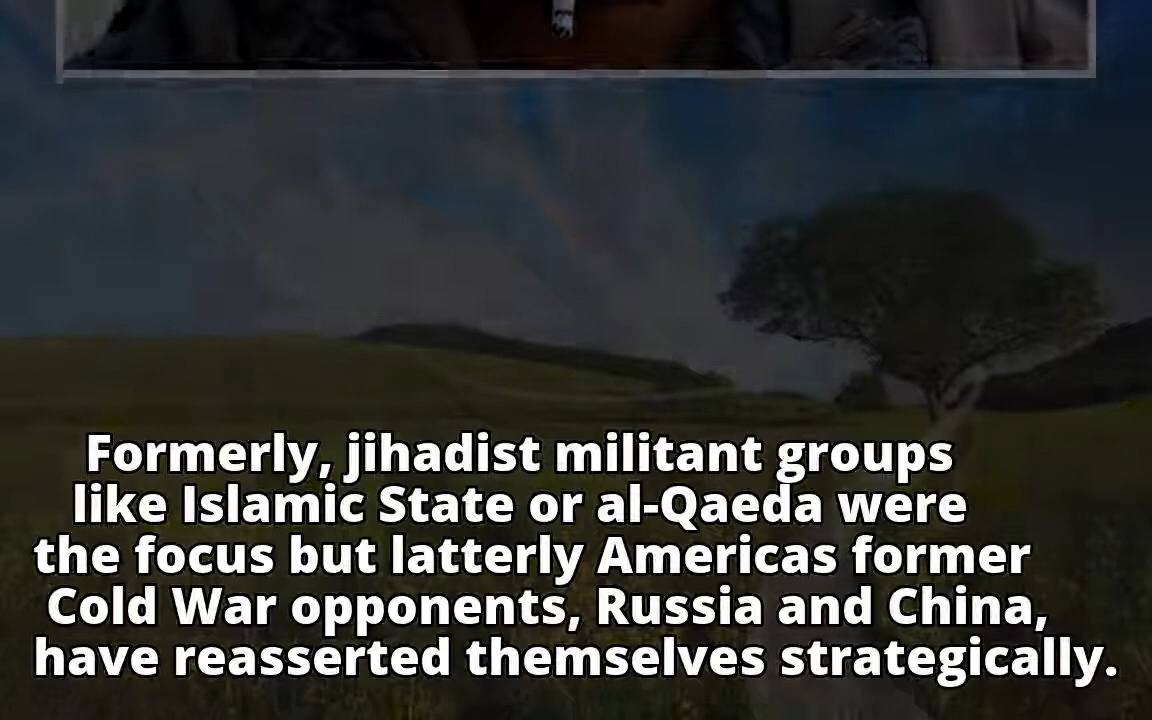 Formerly, jihadist militant groups
like Islamic State or al-Qaeda were
the focus but latterly Americas former
Cold War opponents, Russia and China,
have reasserted themselves strategically.